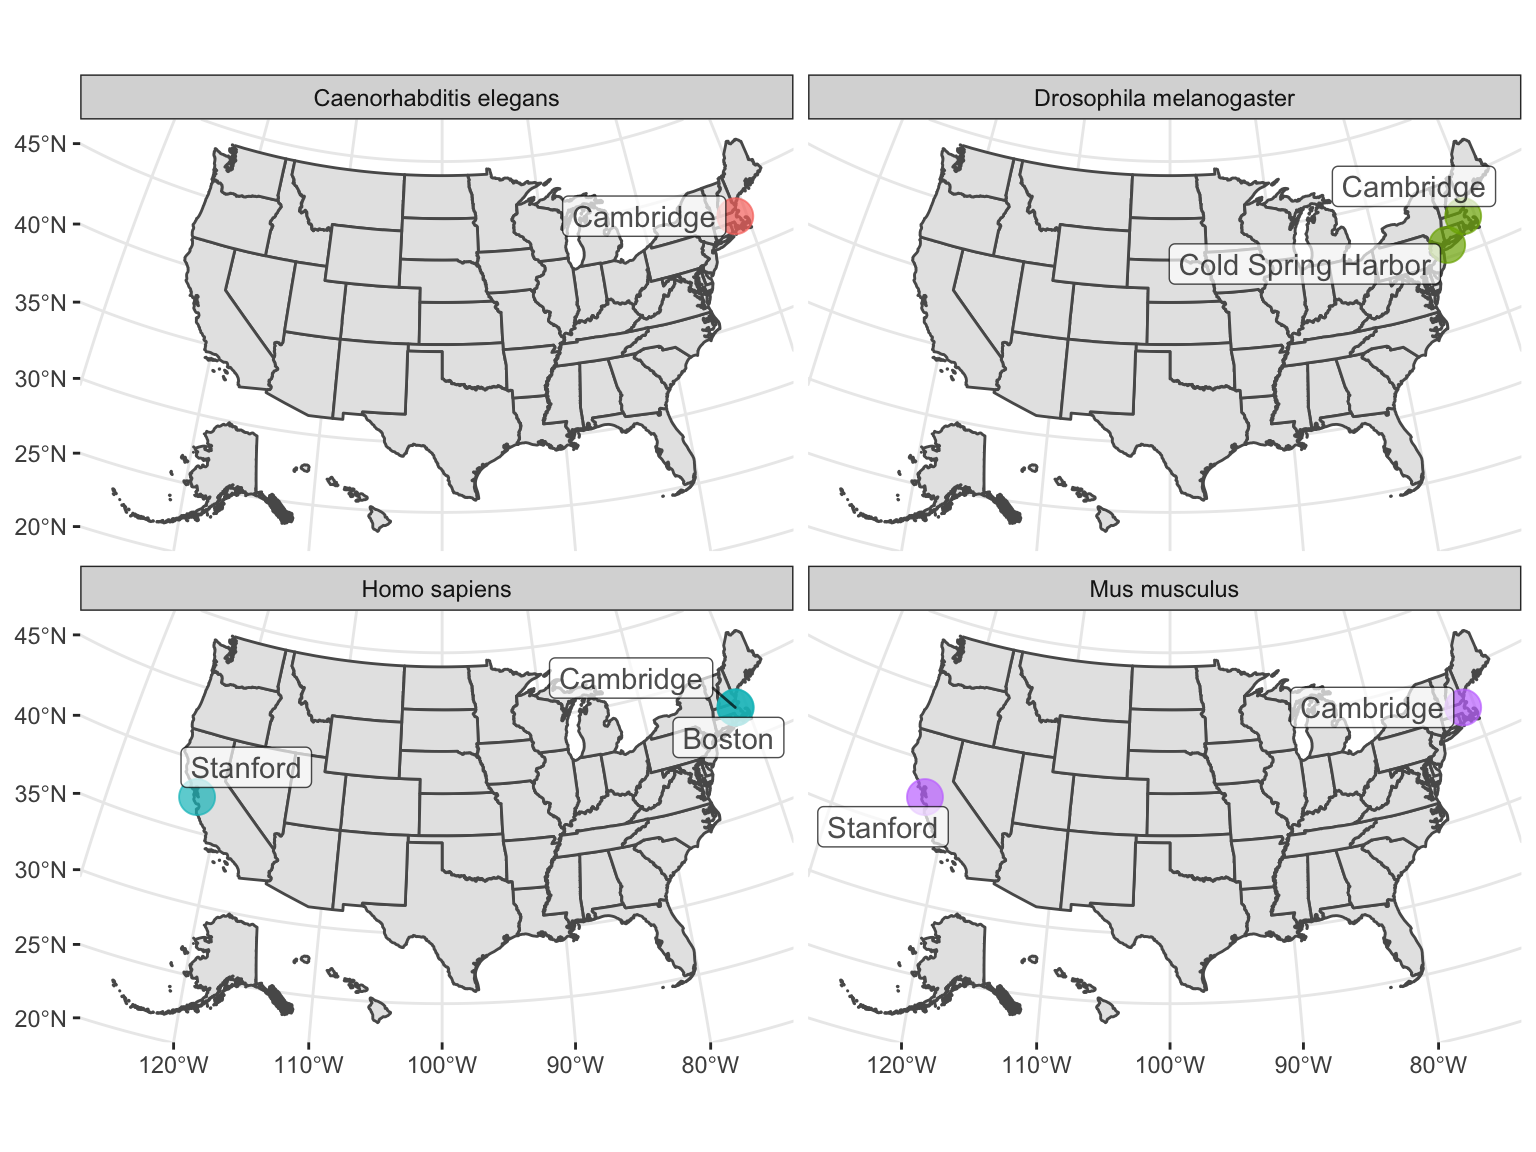 Caenorhabditis elegans
Drosophila melanogaster
45°N
40°N
35°N
30°N
25°N
20°N
Cambridge
Cambridge
Cold Spring Harbor
Homo sapiens
Mus musculus
45°N
40°N
35°N
30°N
25°N
20°N
Cambridge
Boston
Stanford
Cambridge
Stanford
120°W
110°W
100°W
90°W
80°W
120°W
110°W
100°W
90°W
80°W